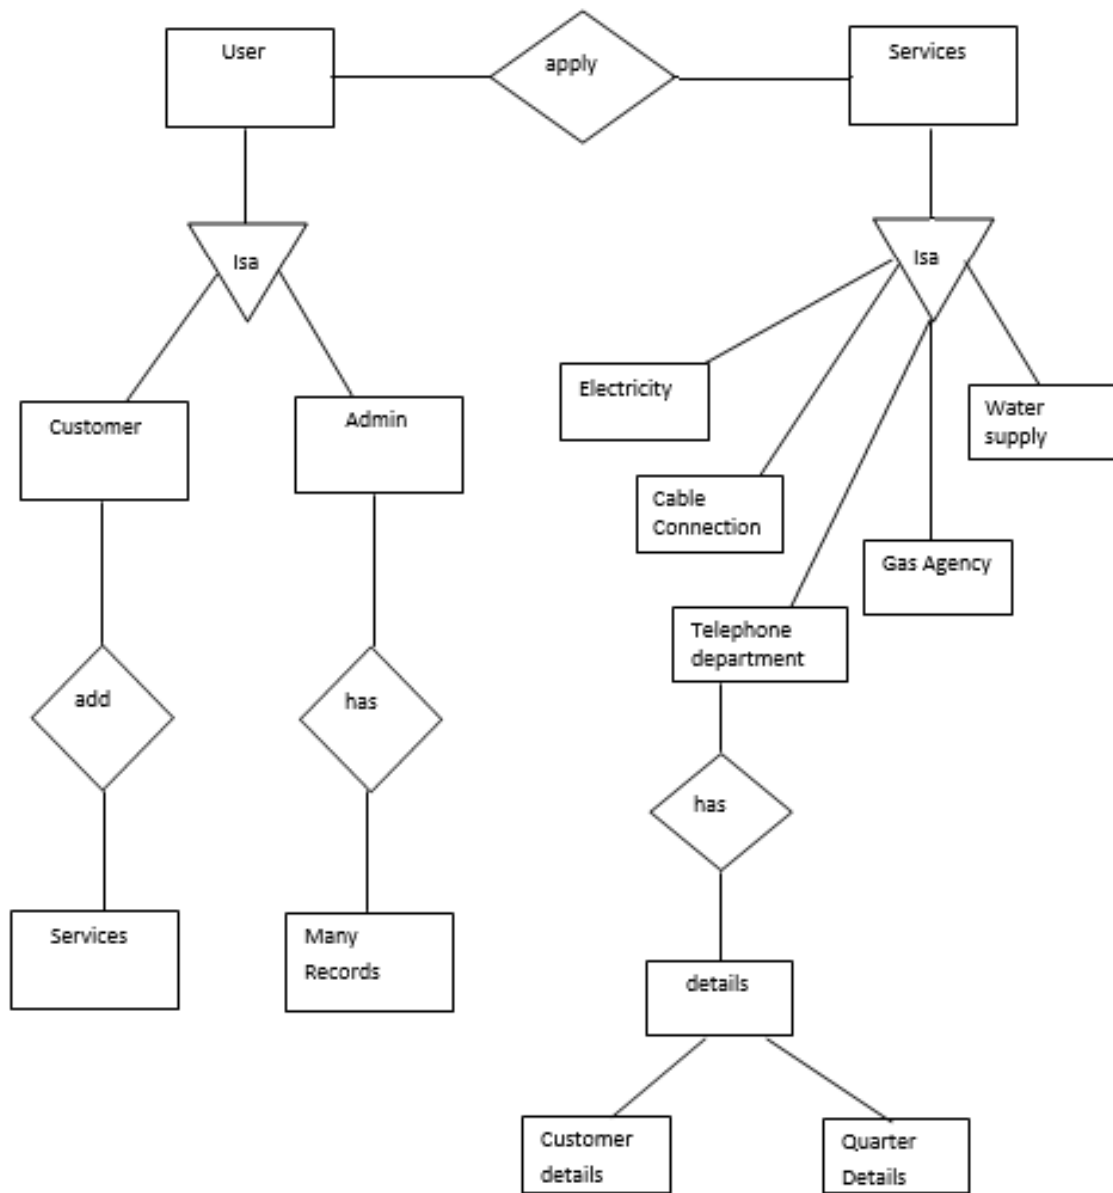 User
apply
Services
Isa
Isa
Electricity
Water
supply
Customer
Admin
Cable
Connection
Gas Agency
Telephone
department
add
has
has
Services
Many
Records
details
Customer
details
Quarter
Details